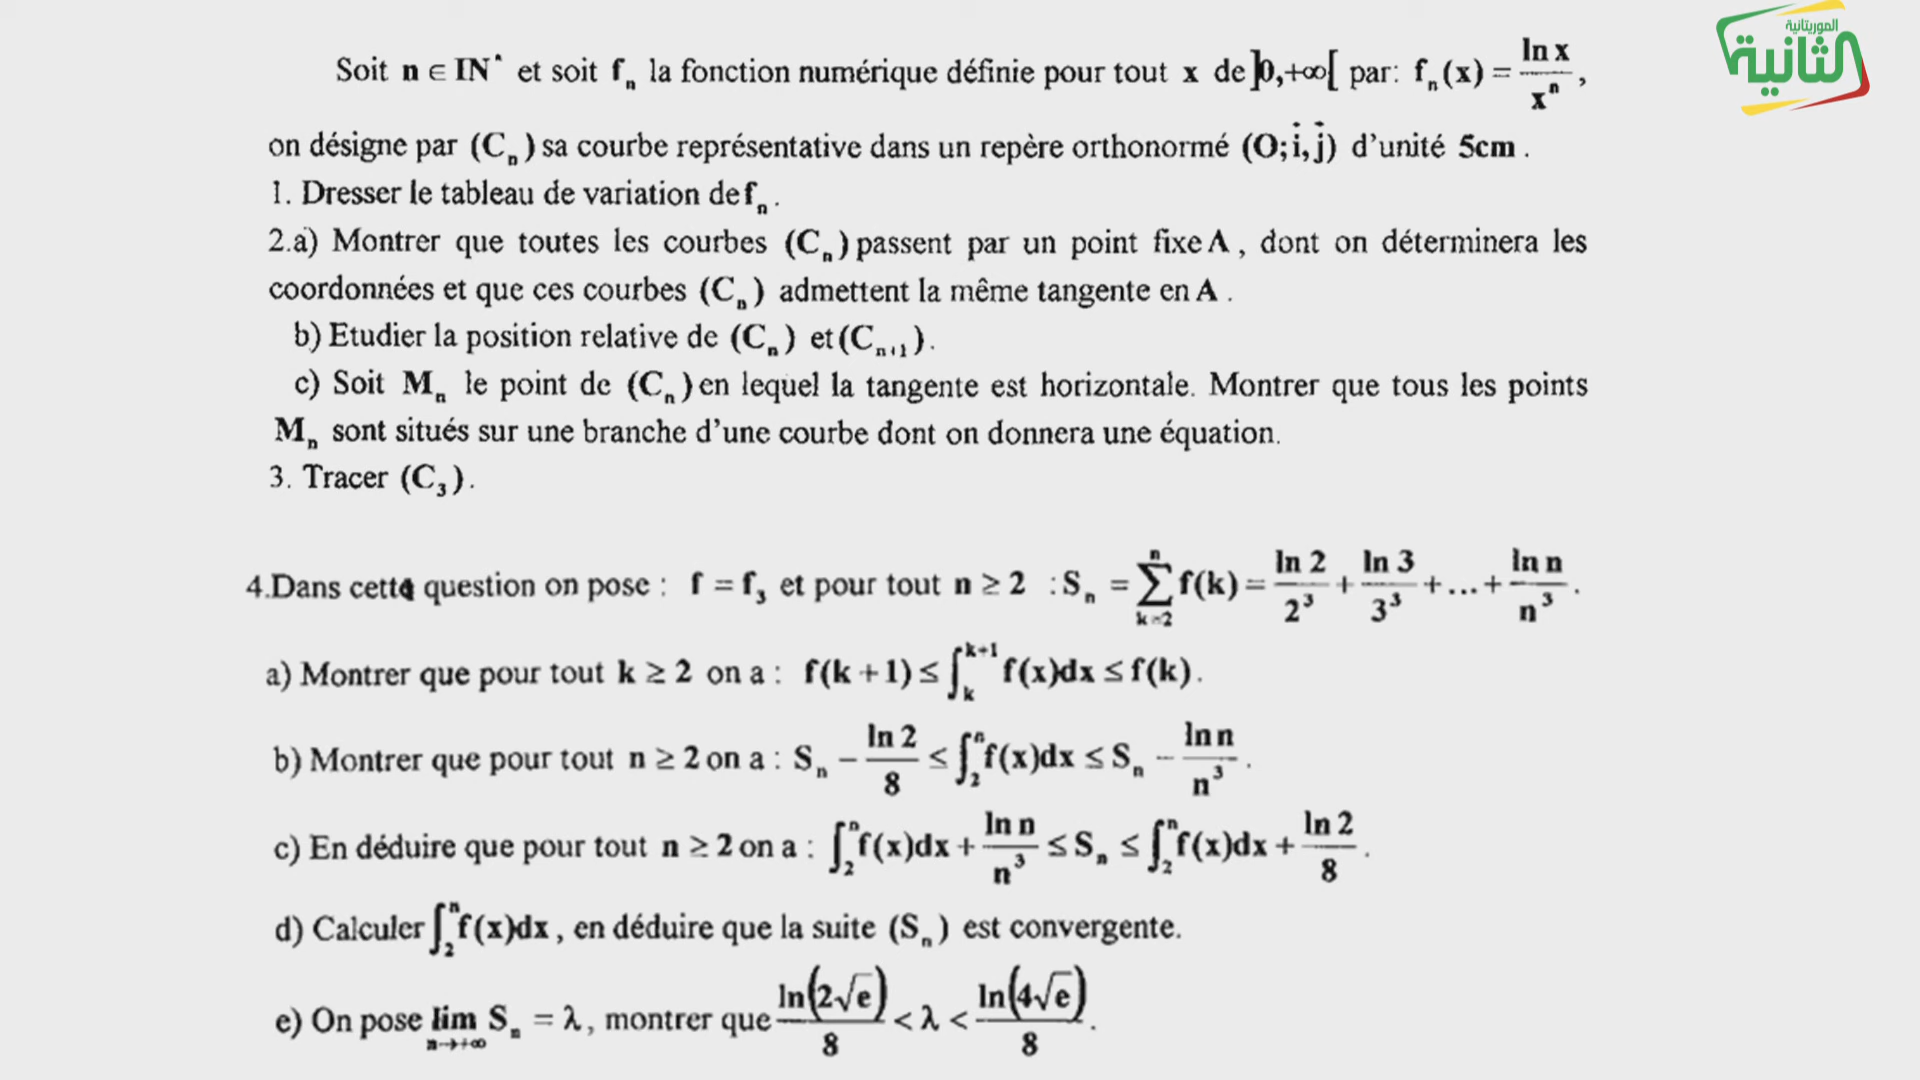 الموريتانية
الثانية
Soit n ∈ IN* et soit fₙ la fonction numérique définie pour tout x de ]0,+∞[ par: fₙ(x) = ln x / xⁿ ,
on désigne par (Cₙ) sa courbe représentative dans un repère orthonormé (O; i⃗, j⃗) d'unité 5cm .
1. Dresser le tableau de variation de fₙ .
2.a) Montrer que toutes les courbes (Cₙ) passent par un point fixe A , dont on déterminera les
coordonnées et que ces courbes (Cₙ) admettent la même tangente en A .
b) Etudier la position relative de (Cₙ) et (Cₙ₊₁) .
c) Soit Mₙ le point de (Cₙ) en lequel la tangente est horizontale. Montrer que tous les points
Mₙ sont situés sur une branche d'une courbe dont on donnera une équation.
3. Tracer (C₃) .
4.Dans cette question on pose : f = f₃ et pour tout n ≥ 2 : Sₙ = ∑_{k=2}^{n} f(k) = ln 2 / 2³ + ln 3 / 3³ + ... + ln n / n³ .
a) Montrer que pour tout k ≥ 2 on a : f(k+1) ≤ ∫_{k}^{k+1} f(x)dx ≤ f(k) .
b) Montrer que pour tout n ≥ 2 on a : Sₙ − ln 2 / 8 ≤ ∫_{2}^{n} f(x)dx ≤ Sₙ − ln n / n³ .
c) En déduire que pour tout n ≥ 2 on a : ∫_{2}^{n} f(x)dx + ln n / n³ ≤ Sₙ ≤ ∫_{2}^{n} f(x)dx + ln 2 / 8 .
d) Calculer ∫_{2}^{n} f(x)dx , en déduire que la suite (Sₙ) est convergente.
e) On pose lim_{n→+∞} Sₙ = λ , montrer que ln(2√e) / 8 < λ < ln(4√e) / 8 .